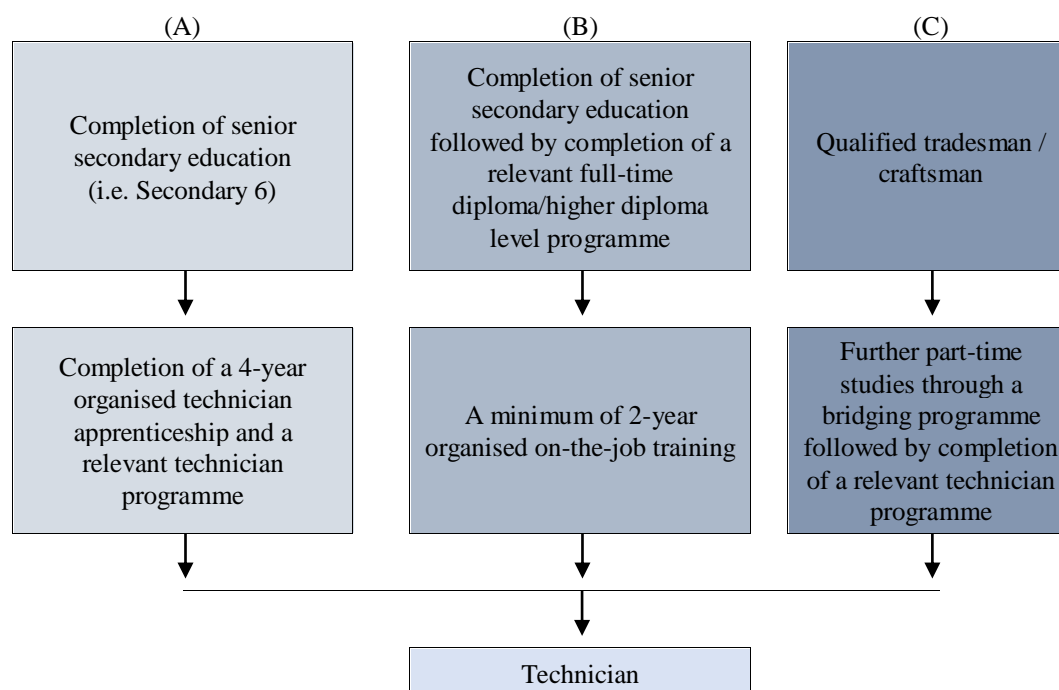 (A)
Completion of senior
secondary education
(i.e. Secondary 6)
Completion of a 4-year
organised technician
apprenticeship and a
relevant technician
programme
(B)
Completion of senior
secondary education
followed by completion of a
relevant full-time
diploma/higher diploma
level programme
A minimum of 2-year
organised on-the-job training
(C)
Qualified tradesman /
craftsman
Further part-time
studies through a
bridging programme
followed by completion
of a relevant technician
programme
Technician